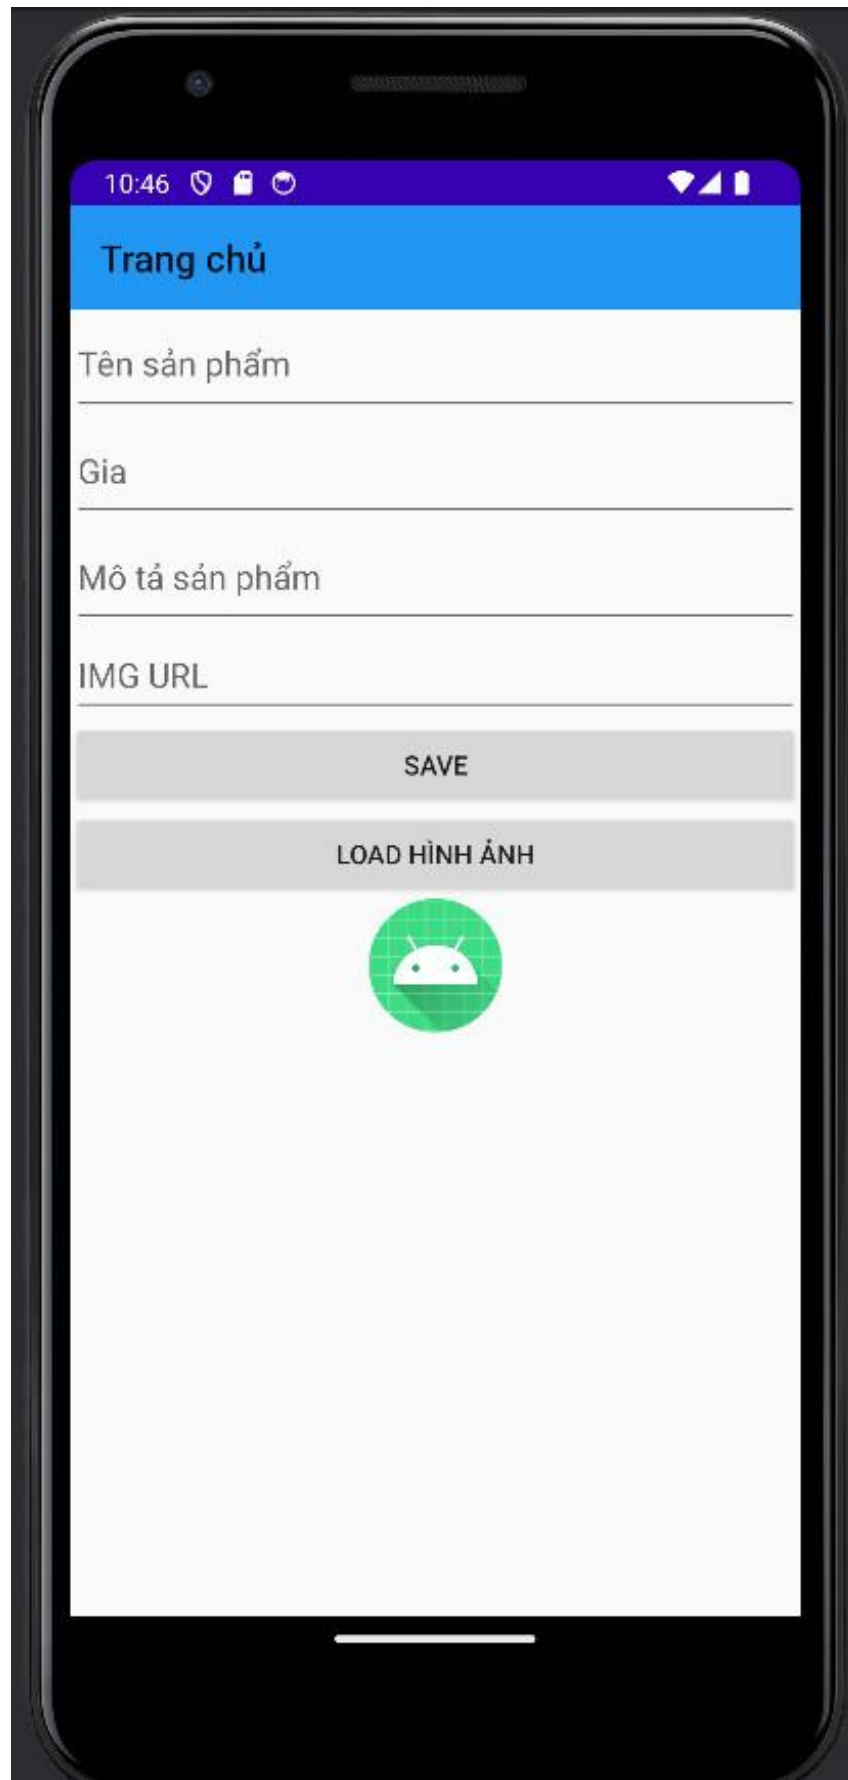 10:46
Trang chủ
Tên sản phẩm
Gia
Mô tả sản phẩm
IMG URL
SAVE
LOAD HÌNH ẢNH